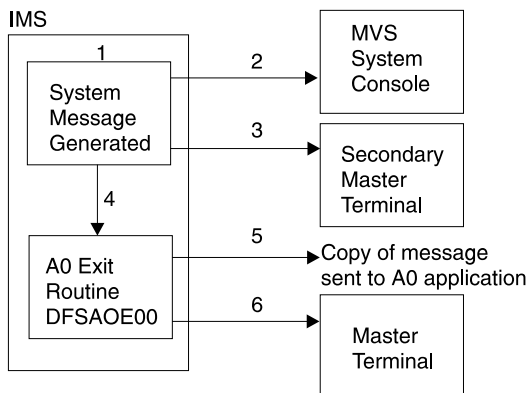 IMS
1
System
Message
Generated
2
MVS
System
Console
3
Secondary
Master
Terminal
4
A0 Exit
Routine
DFSAOE00
5
Copy of message
sent to A0 application
6
Master
Terminal